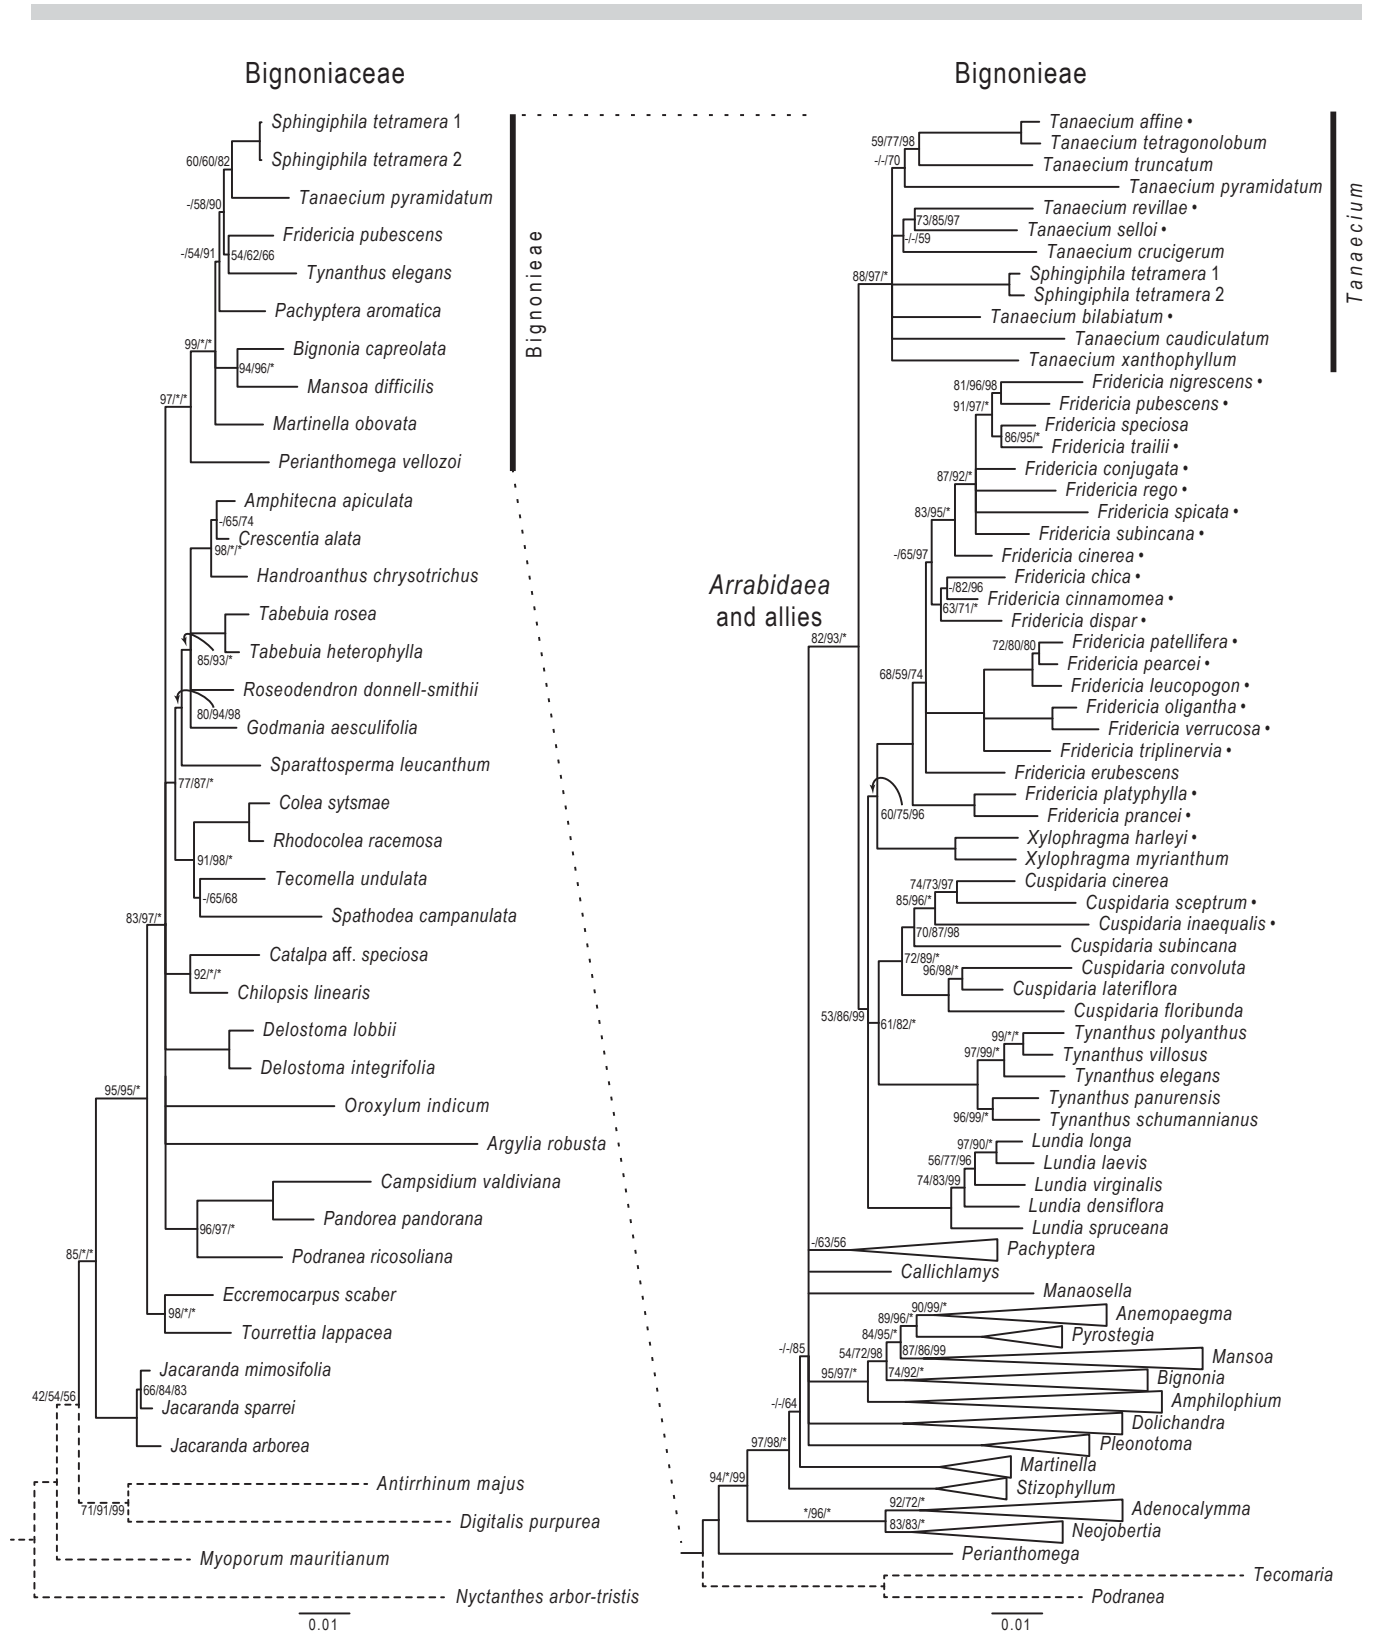 Bignoniaceae
Sphingiphila tetramera 1
Sphingiphila tetramera 2
60/60/82
Tanaecium pyramidatum
-/58/90
Fridericia pubescens
-/54/91
54/62/66
Tynanthus elegans
Pachyptera aromatica
99/*/*
Bignonia capreolata
94/96/*
Mansoa difficilis
97/*/*
Martinella obovata
Perianthomega vellozoi
Bignonieae
Amphitecna apiculata
-/65/74
Crescentia alata
98/*/*
Handroanthus chrysotrichus
Tabebuia rosea
Tabebuia heterophylla
85/93/*
Roseodendron donnell-smithii
80/94/98
Godmania aesculifolia
Sparattosperma leucanthum
77/87/*
Colea sytsmae
Rhodocolea racemosa
91/98/*
Tecomella undulata
-/65/68
Spathodea campanulata
83/97/*
Catalpa aff. speciosa
92/*/*
Chilopsis linearis
Delostoma lobbii
Delostoma integrifolia
95/95/*
Oroxylum indicum
Argylia robusta
Campsidium valdiviana
Pandorea pandorana
96/97/*
Podranea ricosoliana
85/*/*
Eccremocarpus scaber
98/*/*
Tourrettia lappacea
Jacaranda mimosifolia
66/84/83
42/54/56
Jacaranda sparrei
Jacaranda arborea
Antirrhinum majus
71/91/99
Digitalis purpurea
Myoporum mauritianum
Nyctanthes arbor-tristis
0.01
Bignonieae
Tanaecium affine •
59/77/98
Tanaecium tetragonolobum
-/-/70
Tanaecium truncatum
Tanaecium pyramidatum
Tanaecium revillae •
73/85/97
Tanaecium selloi •
-/-/59
Tanaecium crucigerum
88/97/*
Sphingiphila tetramera 1
Sphingiphila tetramera 2
Tanaecium bilabiatum •
Tanaecium caudiculatum
Tanaecium xanthophyllum
Tanaecium
81/96/98
Fridericia nigrescens •
91/97/*
Fridericia pubescens •
Fridericia speciosa
86/95/*
Fridericia trailii •
87/92/*
Fridericia conjugata •
Fridericia rego •
83/95/*
Fridericia spicata •
Fridericia subincana •
-/65/97
Fridericia cinerea •
Fridericia chica •
-/82/96
Arrabidaea
and allies
Fridericia cinnamomea •
63/71/*
Fridericia dispar •
82/93/*
72/80/80
Fridericia patellifera •
Fridericia pearcei •
68/59/74
Fridericia leucopogon •
Fridericia oligantha •
Fridericia verrucosa •
Fridericia triplinervia •
Fridericia erubescens
Fridericia platyphylla •
60/75/96
Fridericia prancei •
Xylophragma harleyi •
Xylophragma myrianthum
74/73/97
Cuspidaria cinerea
85/96/*
Cuspidaria sceptrum •
Cuspidaria inaequalis •
70/87/98
Cuspidaria subincana
72/89/*
96/98/*
Cuspidaria convoluta
Cuspidaria lateriflora
53/86/99
61/82/*
Cuspidaria floribunda
99/*/*
Tynanthus polyanthus
97/99/*
Tynanthus villosus
Tynanthus elegans
Tynanthus panurensis
96/99/*
Tynanthus schumannianus
97/90/*
Lundia longa
56/77/96
Lundia laevis
74/83/99
Lundia virginalis
Lundia densiflora
Lundia spruceana
-/63/56
Pachyptera
Callichlamys
Manaosella
90/99/*
89/96/*
Anemopaegma
84/95/*
Pyrostegia
-/-/85
54/72/98
87/86/99
Mansoa
95/97/*
74/92/*
Bignonia
-/-/64
Amphilophium
Dolichandra
97/98/*
Pleonotoma
Martinella
94/*/99
Stizophyllum
*/96/*
92/72/*
Adenocalymma
83/83/*
Neojobertia
Perianthomega
Tecomaria
Podranea
0.01